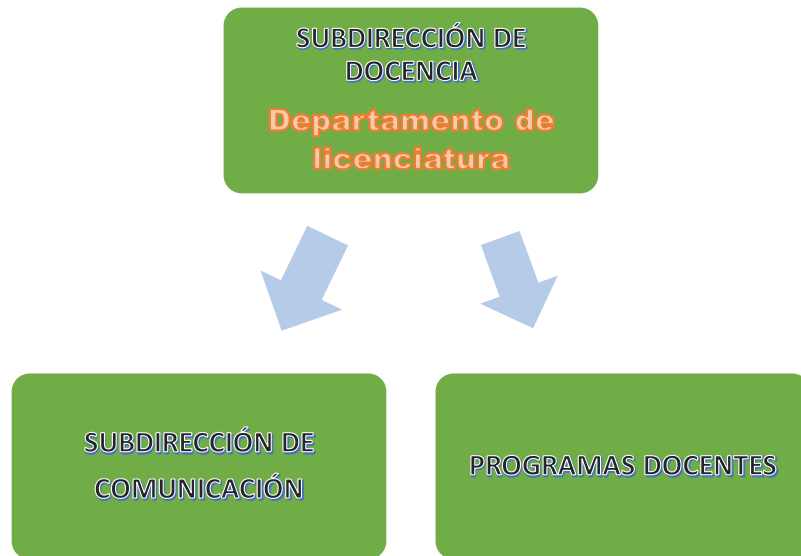 SUBDIRECCIÓN DE
DOCENCIA
Departamento de
licenciatura
SUBDIRECCIÓN DE
COMUNICACIÓN
PROGRAMAS DOCENTES